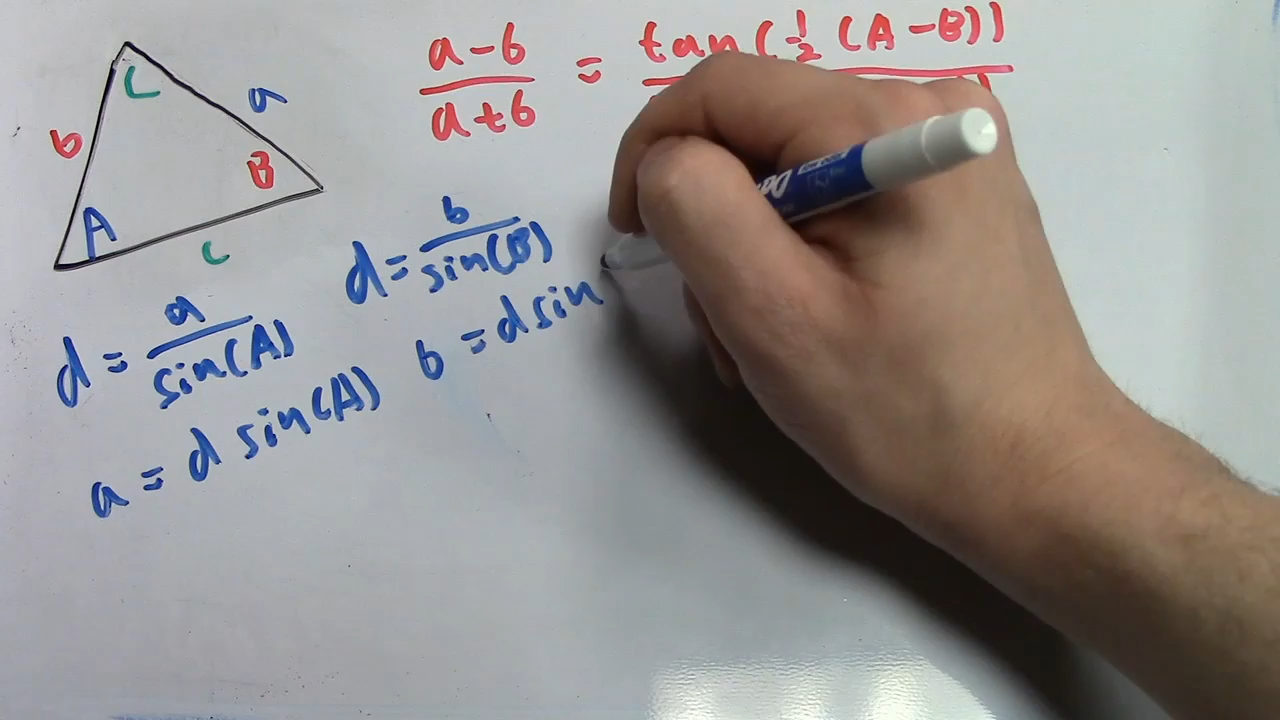 C
b
a
B
A
c
a-b / a+b = tan(½(A-B))
d = b / sin(B)
d = a / sin(A)
b = d sin
a = d sin(A)